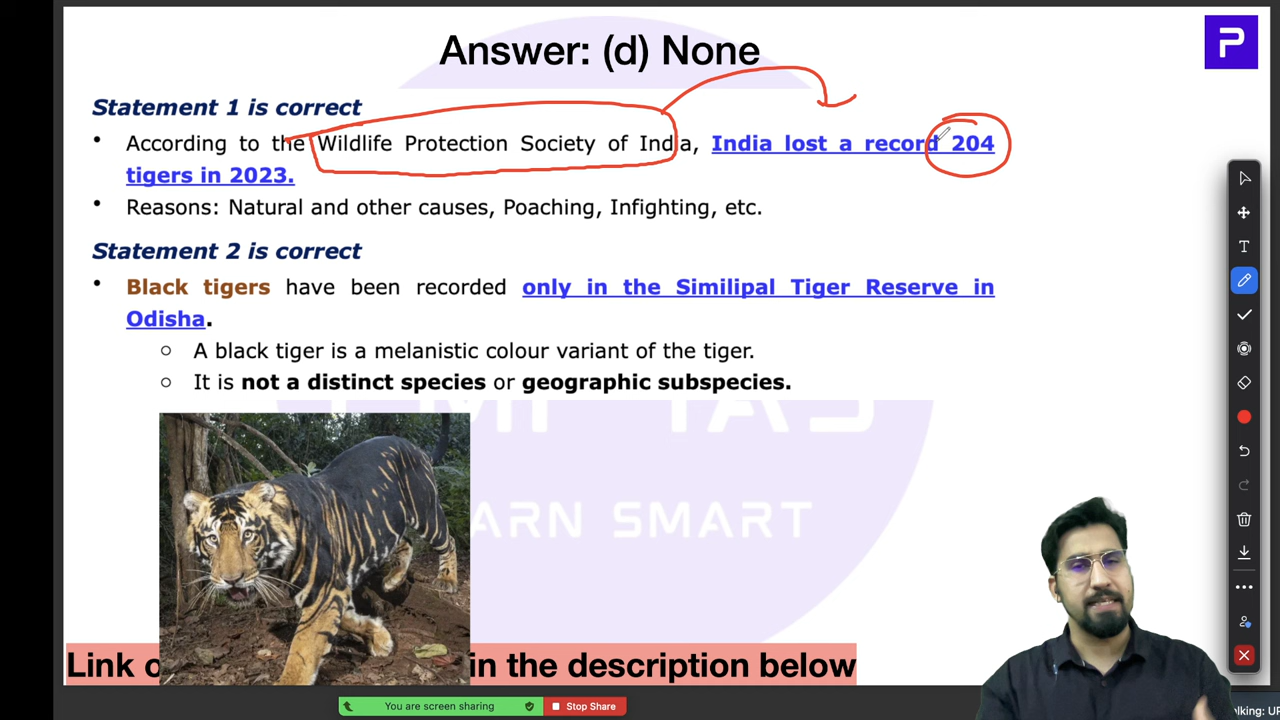 Answer: (d) None
P
Statement 1 is correct
• According to the Wildlife Protection Society of India, India lost a record 204
tigers in 2023.
• Reasons: Natural and other causes, Poaching, Infighting, etc.
Statement 2 is correct
• Black tigers have been recorded only in the Similipal Tiger Reserve in
Odisha.
○ A black tiger is a melanistic colour variant of the tiger.
○ It is not a distinct species or geographic subspecies.
ARN SMART
Link in the description below
T
You are screen sharing Stop Share